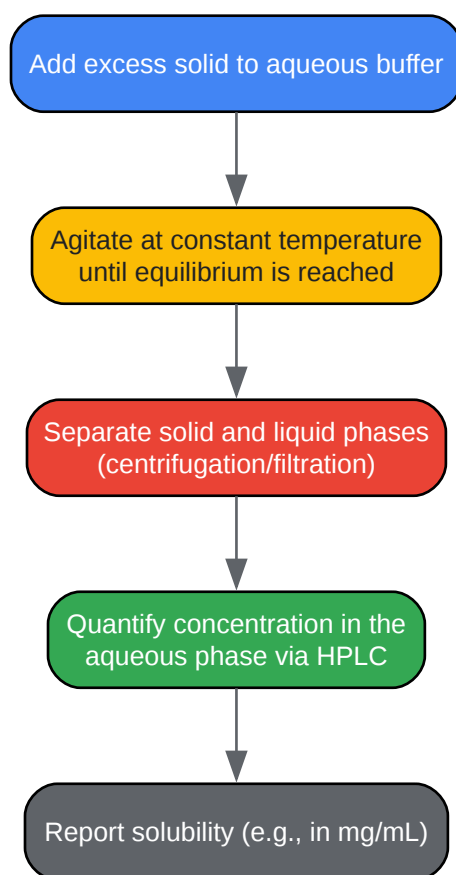 Add excess solid to aqueous buffer
Agitate at constant temperature
until equilibrium is reached
Separate solid and liquid phases
(centrifugation/filtration)
Quantify concentration in the
aqueous phase via HPLC
Report solubility (e.g., in mg/mL)